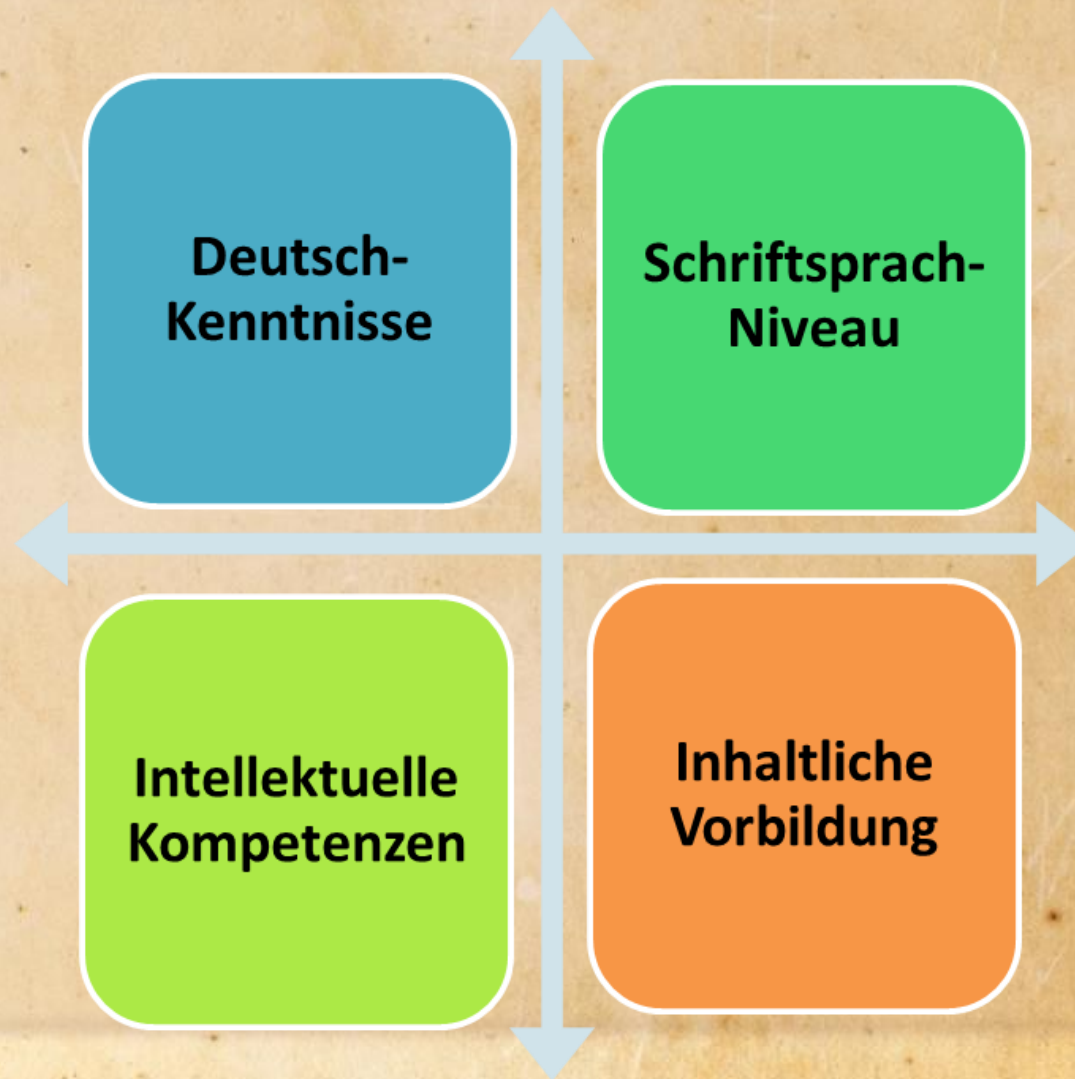 Deutsch-
Kenntnisse
Schriftsprach-
Niveau
Intellektuelle
Kompetenzen
Inhaltliche
Vorbildung